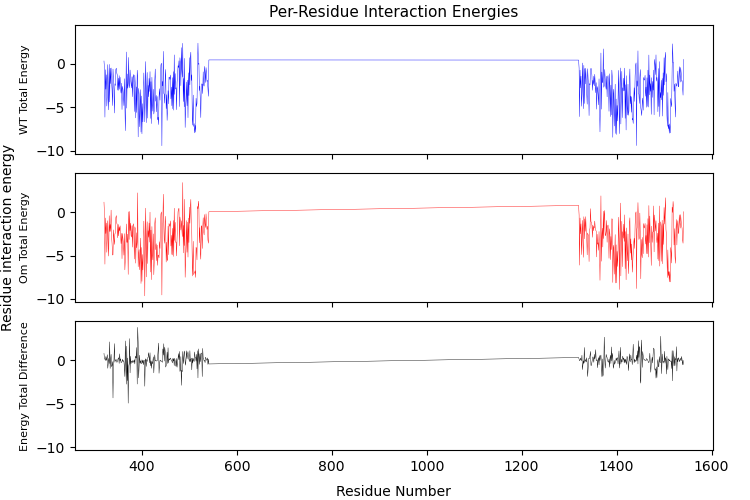 Per-Residue Interaction Energies
Residue interaction energy
WT Total Energy
0
−5
−10
Om Total Energy
0
−5
−10
Energy Total Difference
0
−5
−10
400 600 800 1000 1200 1400 1600
Residue Number